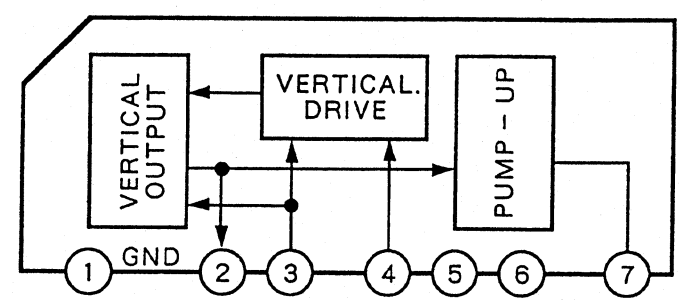 VERTICAL
OUTPUT
VERTICAL.
DRIVE
PUMP – UP
1 GND 2 3 4 5 6 7